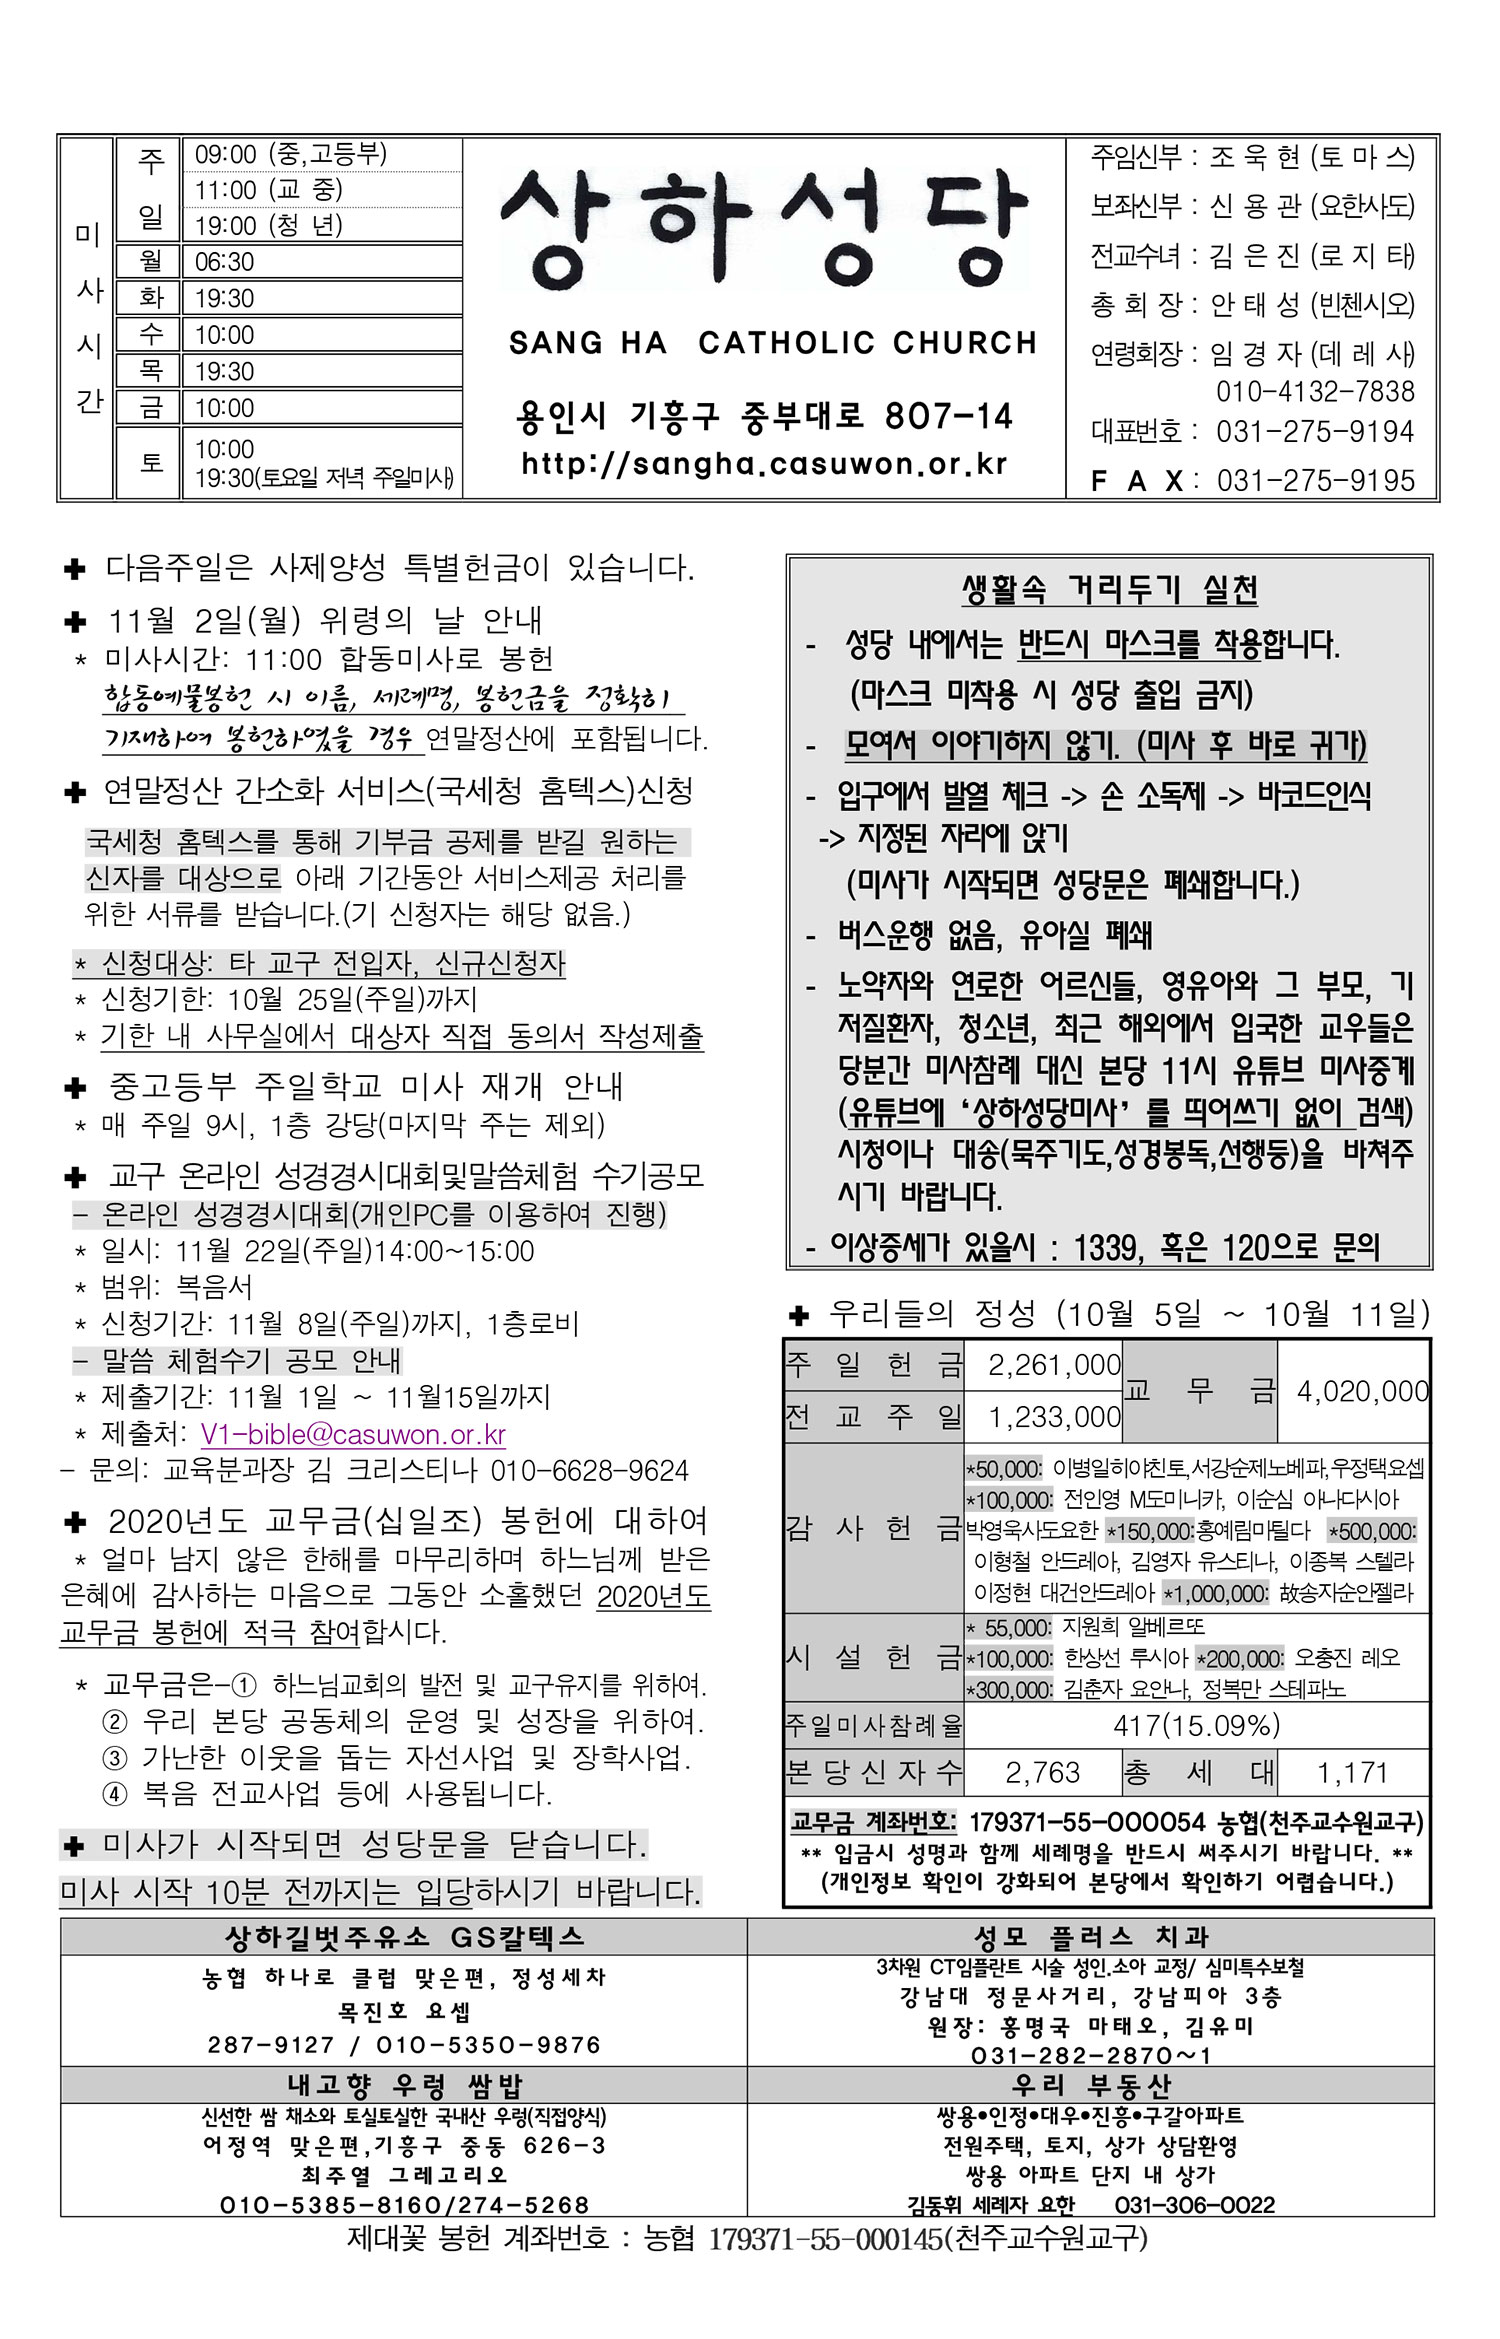 미사시간
주일
09:00 (중,고등부)
11:00 (교 중)
19:00 (청 년)
월 06:30
화 19:30
수 10:00
목 19:30
금 10:00
토 10:00
19:30(토요일 저녁 주일미사)
상하성당
SANG HA CATHOLIC CHURCH
용인시 기흥구 중부대로 807-14
http://sangha.casuwon.or.kr
주임신부 : 조 욱 현 (토 마 스)
보좌신부 : 신 용 관 (요한사도)
전교수녀 : 김 은 진 (로 지 타)
총 회 장 : 안 태 성 (빈첸시오)
연령회장 : 임 경 자 (데 레 사)
010-4132-7838
대표번호 : 031-275-9194
F A X : 031-275-9195
✚ 다음주일은 사제양성 특별헌금이 있습니다.
✚ 11월 2일(월) 위령의 날 안내
* 미사시간: 11:00 합동미사로 봉헌
합동예물봉헌 시 이름, 세례명, 봉헌금을 정확히
기재하여 봉헌하였을 경우 연말정산에 포함됩니다.
✚ 연말정산 간소화 서비스(국세청 홈텍스)신청
국세청 홈텍스를 통해 기부금 공제를 받길 원하는
신자를 대상으로 아래 기간동안 서비스제공 처리를
위한 서류를 받습니다.(기 신청자는 해당 없음.)
* 신청대상: 타 교구 전입자, 신규신청자
* 신청기한: 10월 25일(주일)까지
* 기한 내 사무실에서 대상자 직접 동의서 작성제출
✚ 중고등부 주일학교 미사 재개 안내
* 매 주일 9시, 1층 강당(마지막 주는 제외)
✚ 교구 온라인 성경경시대회및말씀체험 수기공모
- 온라인 성경경시대회(개인PC를 이용하여 진행)
* 일시: 11월 22일(주일)14:00~15:00
* 범위: 복음서
* 신청기간: 11월 8일(주일)까지, 1층로비
- 말씀 체험수기 공모 안내
* 제출기간: 11월 1일 ~ 11월15일까지
* 제출처: V1-bible@casuwon.or.kr
- 문의: 교육분과장 김 크리스티나 010-6628-9624
✚ 2020년도 교무금(십일조) 봉헌에 대하여
* 얼마 남지 않은 한해를 마무리하며 하느님께 받은
은혜에 감사하는 마음으로 그동안 소홀했던 2020년도
교무금 봉헌에 적극 참여합시다.
* 교무금은-① 하느님교회의 발전 및 교구유지를 위하여.
② 우리 본당 공동체의 운영 및 성장을 위하여.
③ 가난한 이웃을 돕는 자선사업 및 장학사업.
④ 복음 전교사업 등에 사용됩니다.
✚ 미사가 시작되면 성당문을 닫습니다.
미사 시작 10분 전까지는 입당하시기 바랍니다.
생활속 거리두기 실천
- 성당 내에서는 반드시 마스크를 착용합니다.
(마스크 미착용 시 성당 출입 금지)
- 모여서 이야기하지 않기. (미사 후 바로 귀가)
- 입구에서 발열 체크 -> 손 소독제 -> 바코드인식
-> 지정된 자리에 앉기
(미사가 시작되면 성당문은 폐쇄합니다.)
- 버스운행 없음, 유아실 폐쇄
- 노약자와 연로한 어르신들, 영유아와 그 부모, 기
저질환자, 청소년, 최근 해외에서 입국한 교우들은
당분간 미사참례 대신 본당 11시 유튜브 미사중계
(유튜브에 ‘상하성당미사’ 를 띄어쓰기 없이 검색)
시청이나 대송(묵주기도,성경봉독,선행등)을 바쳐주
시기 바랍니다.
- 이상증세가 있을시 : 1339, 혹은 120으로 문의
✚ 우리들의 정성 (10월 5일 ~ 10월 11일)
주 일 헌 금 2,261,000 교 무 금 4,020,000
전 교 주 일 1,233,000
감 사 헌 금
*50,000: 이병일히야친토,서강순제노베파,우정택요셉
*100,000: 전인영 M도미니카, 이순심 아나다시아
박영욱사도요한 *150,000:홍예림마틸다 *500,000:
이형철 안드레아, 김영자 유스티나, 이종복 스텔라
이정현 대건안드레아 *1,000,000: 故송자순안젤라
시 설 헌 금
* 55,000: 지원희 알베르또
*100,000: 한상선 루시아 *200,000: 오충진 레오
*300,000: 김춘자 요안나, 정복만 스테파노
주일미사참례율 417(15.09%)
본당신자수 2,763 총 세 대 1,171
교무금 계좌번호: 179371-55-000054 농협(천주교수원교구)
** 입금시 성명과 함께 세례명을 반드시 써주시기 바랍니다. **
(개인정보 확인이 강화되어 본당에서 확인하기 어렵습니다.)
상하길벗주유소 GS칼텍스
농협 하나로 클럽 맞은편, 정성세차
목진호 요셉
287-9127 / 010-5350-9876
성모 플러스 치과
3차원 CT임플란트 시술 성인.소아 교정/ 심미특수보철
강남대 정문사거리, 강남피아 3층
원장: 홍명국 마태오, 김유미
031-282-2870~1
내고향 우렁 쌈밥
신선한 쌈 채소와 토실토실한 국내산 우렁(직접양식)
어정역 맞은편,기흥구 중동 626-3
최주열 그레고리오
010-5385-8160/274-5268
우리 부동산
쌍용•인정•대우•진흥•구갈아파트
전원주택, 토지, 상가 상담환영
쌍용 아파트 단지 내 상가
김동휘 세례자 요한 031-306-0022
제대꽃 봉헌 계좌번호 : 농협 179371-55-000145(천주교수원교구)